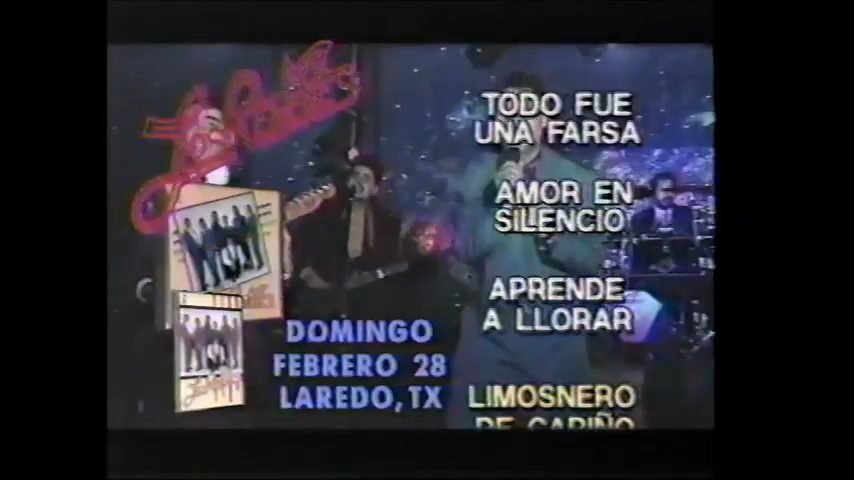 TODO FUE
UNA FARSA
AMOR EN
SILENCIO
APRENDE
A LLORAR
LIMOSNERO
DE CARIÑO
DOMINGO
FEBRERO 28
LAREDO, TX